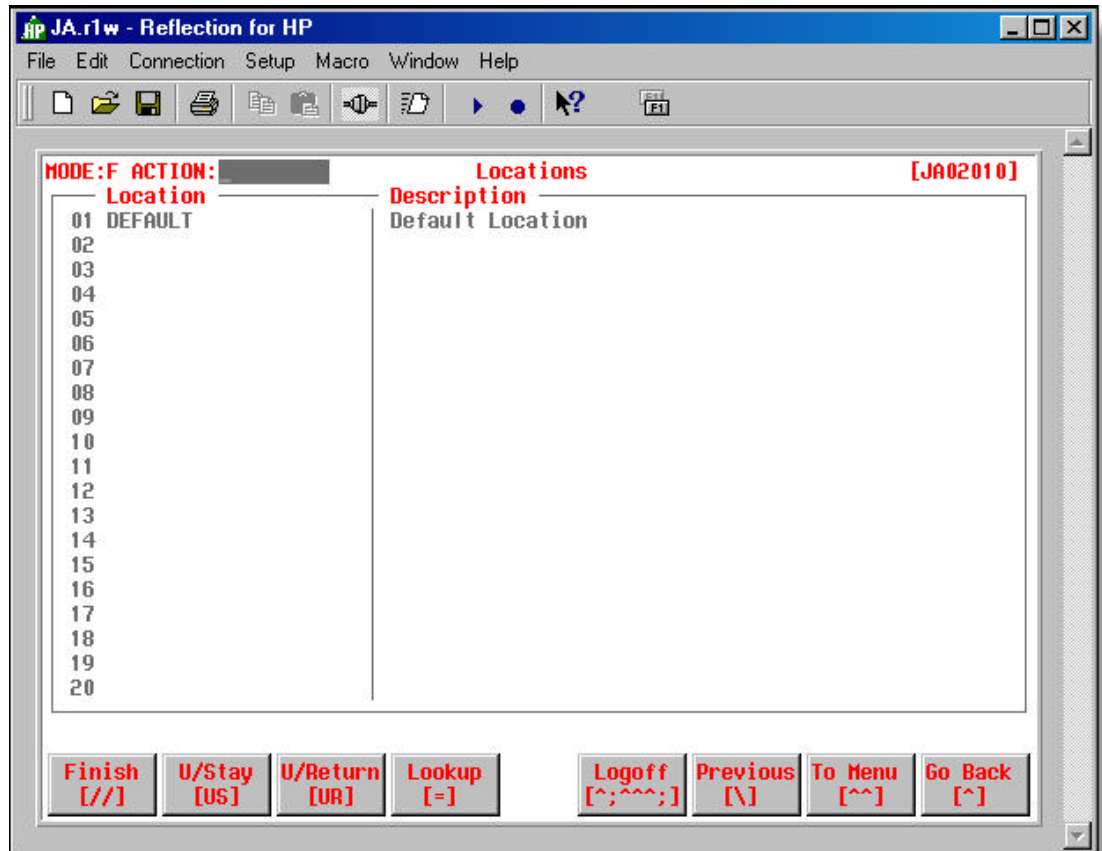 JA.r1w - Reflection for HP
File Edit Connection Setup Macro Window Help
F1
MODE:F ACTION:_ Locations [JA02010]
Location Description
01 DEFAULT Default Location
02
03
04
05
06
07
08
09
10
11
12
13
14
15
16
17
18
19
20
Finish U/Stay U/Return Lookup Logoff Previous To Menu Go Back
[//] [US] [UR] [=] [^;^^^;] [\] [^^] [^]